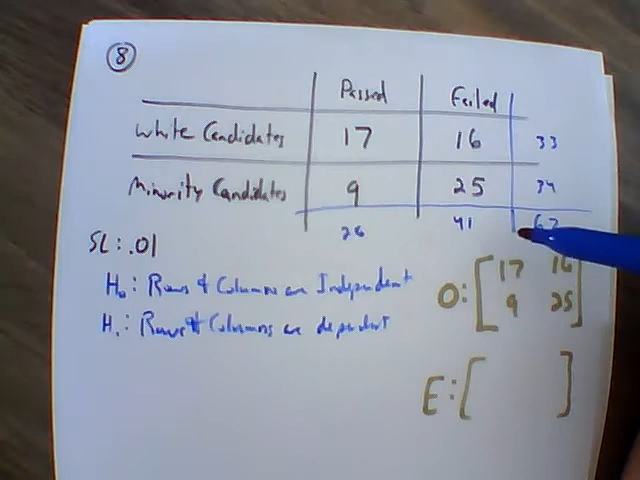 8
Passed Failed
White Candidates 17 16 33
Minority Candidates 9 25 34
26 41 67
SL: .01
H₀: Rows & Columns are Independent
H₁: Rows & Columns are dependent
O: [17 16
9 25]
E: [ ]